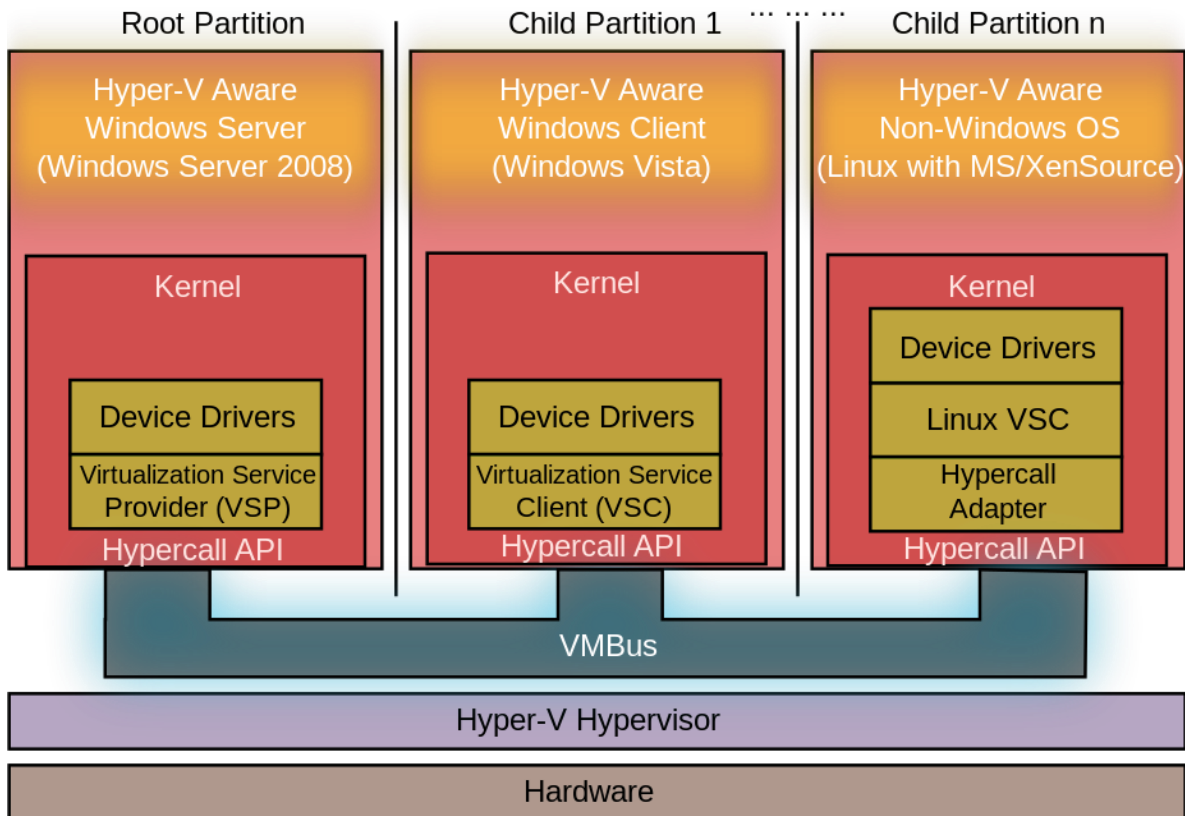 Root Partition
Child Partition 1
... ... ...
Child Partition n
Hyper-V Aware
Windows Server
(Windows Server 2008)
Kernel
Device Drivers
Virtualization Service
Provider (VSP)
Hypercall API
Hyper-V Aware
Windows Client
(Windows Vista)
Kernel
Device Drivers
Virtualization Service
Client (VSC)
Hypercall API
Hyper-V Aware
Non-Windows OS
(Linux with MS/XenSource)
Kernel
Device Drivers
Linux VSC
Hypercall
Adapter
Hypercall API
VMBus
Hyper-V Hypervisor
Hardware